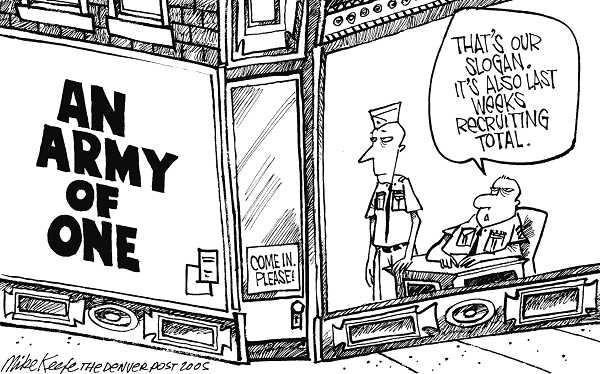 AN
ARMY
OF
ONE
COME IN.
PLEASE!
THAT'S OUR
SLOGAN.
IT'S ALSO LAST
WEEKS
RECRUITING
TOTAL.
MIKE KEEFE THE DENVER POST 2005